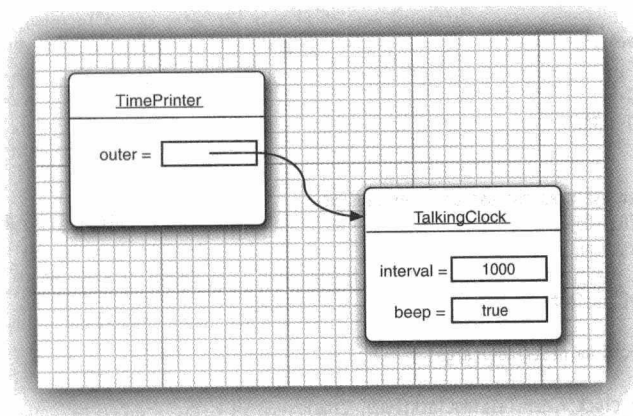 TimePrinter
outer =
TalkingClock
interval = 1000
beep = true